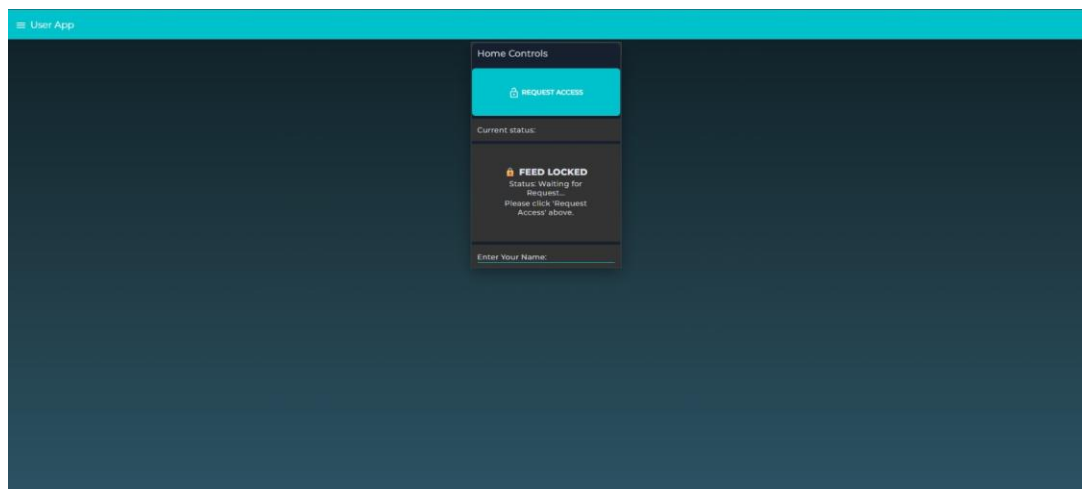 User App
Home Controls
REQUEST ACCESS
Current status:
FEED LOCKED
Status: Waiting for
Request...
Please click 'Request
Access' above.
Enter Your Name: